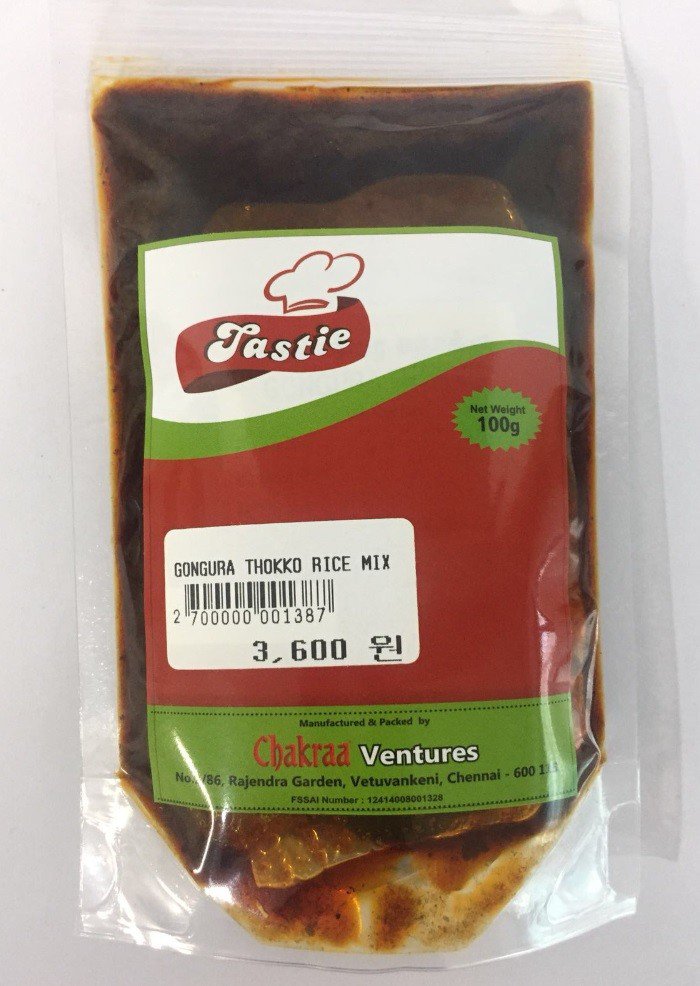 Tastie
Net Weight
100g
GONGURA THOKKO RICE MIX
2 700000 001387
3,600 원
Manufactured & Packed by
Chakraa Ventures
Rajendra Garden, Vetuvankeni, Chennai - 600
FSSAI Number : 12414008001328